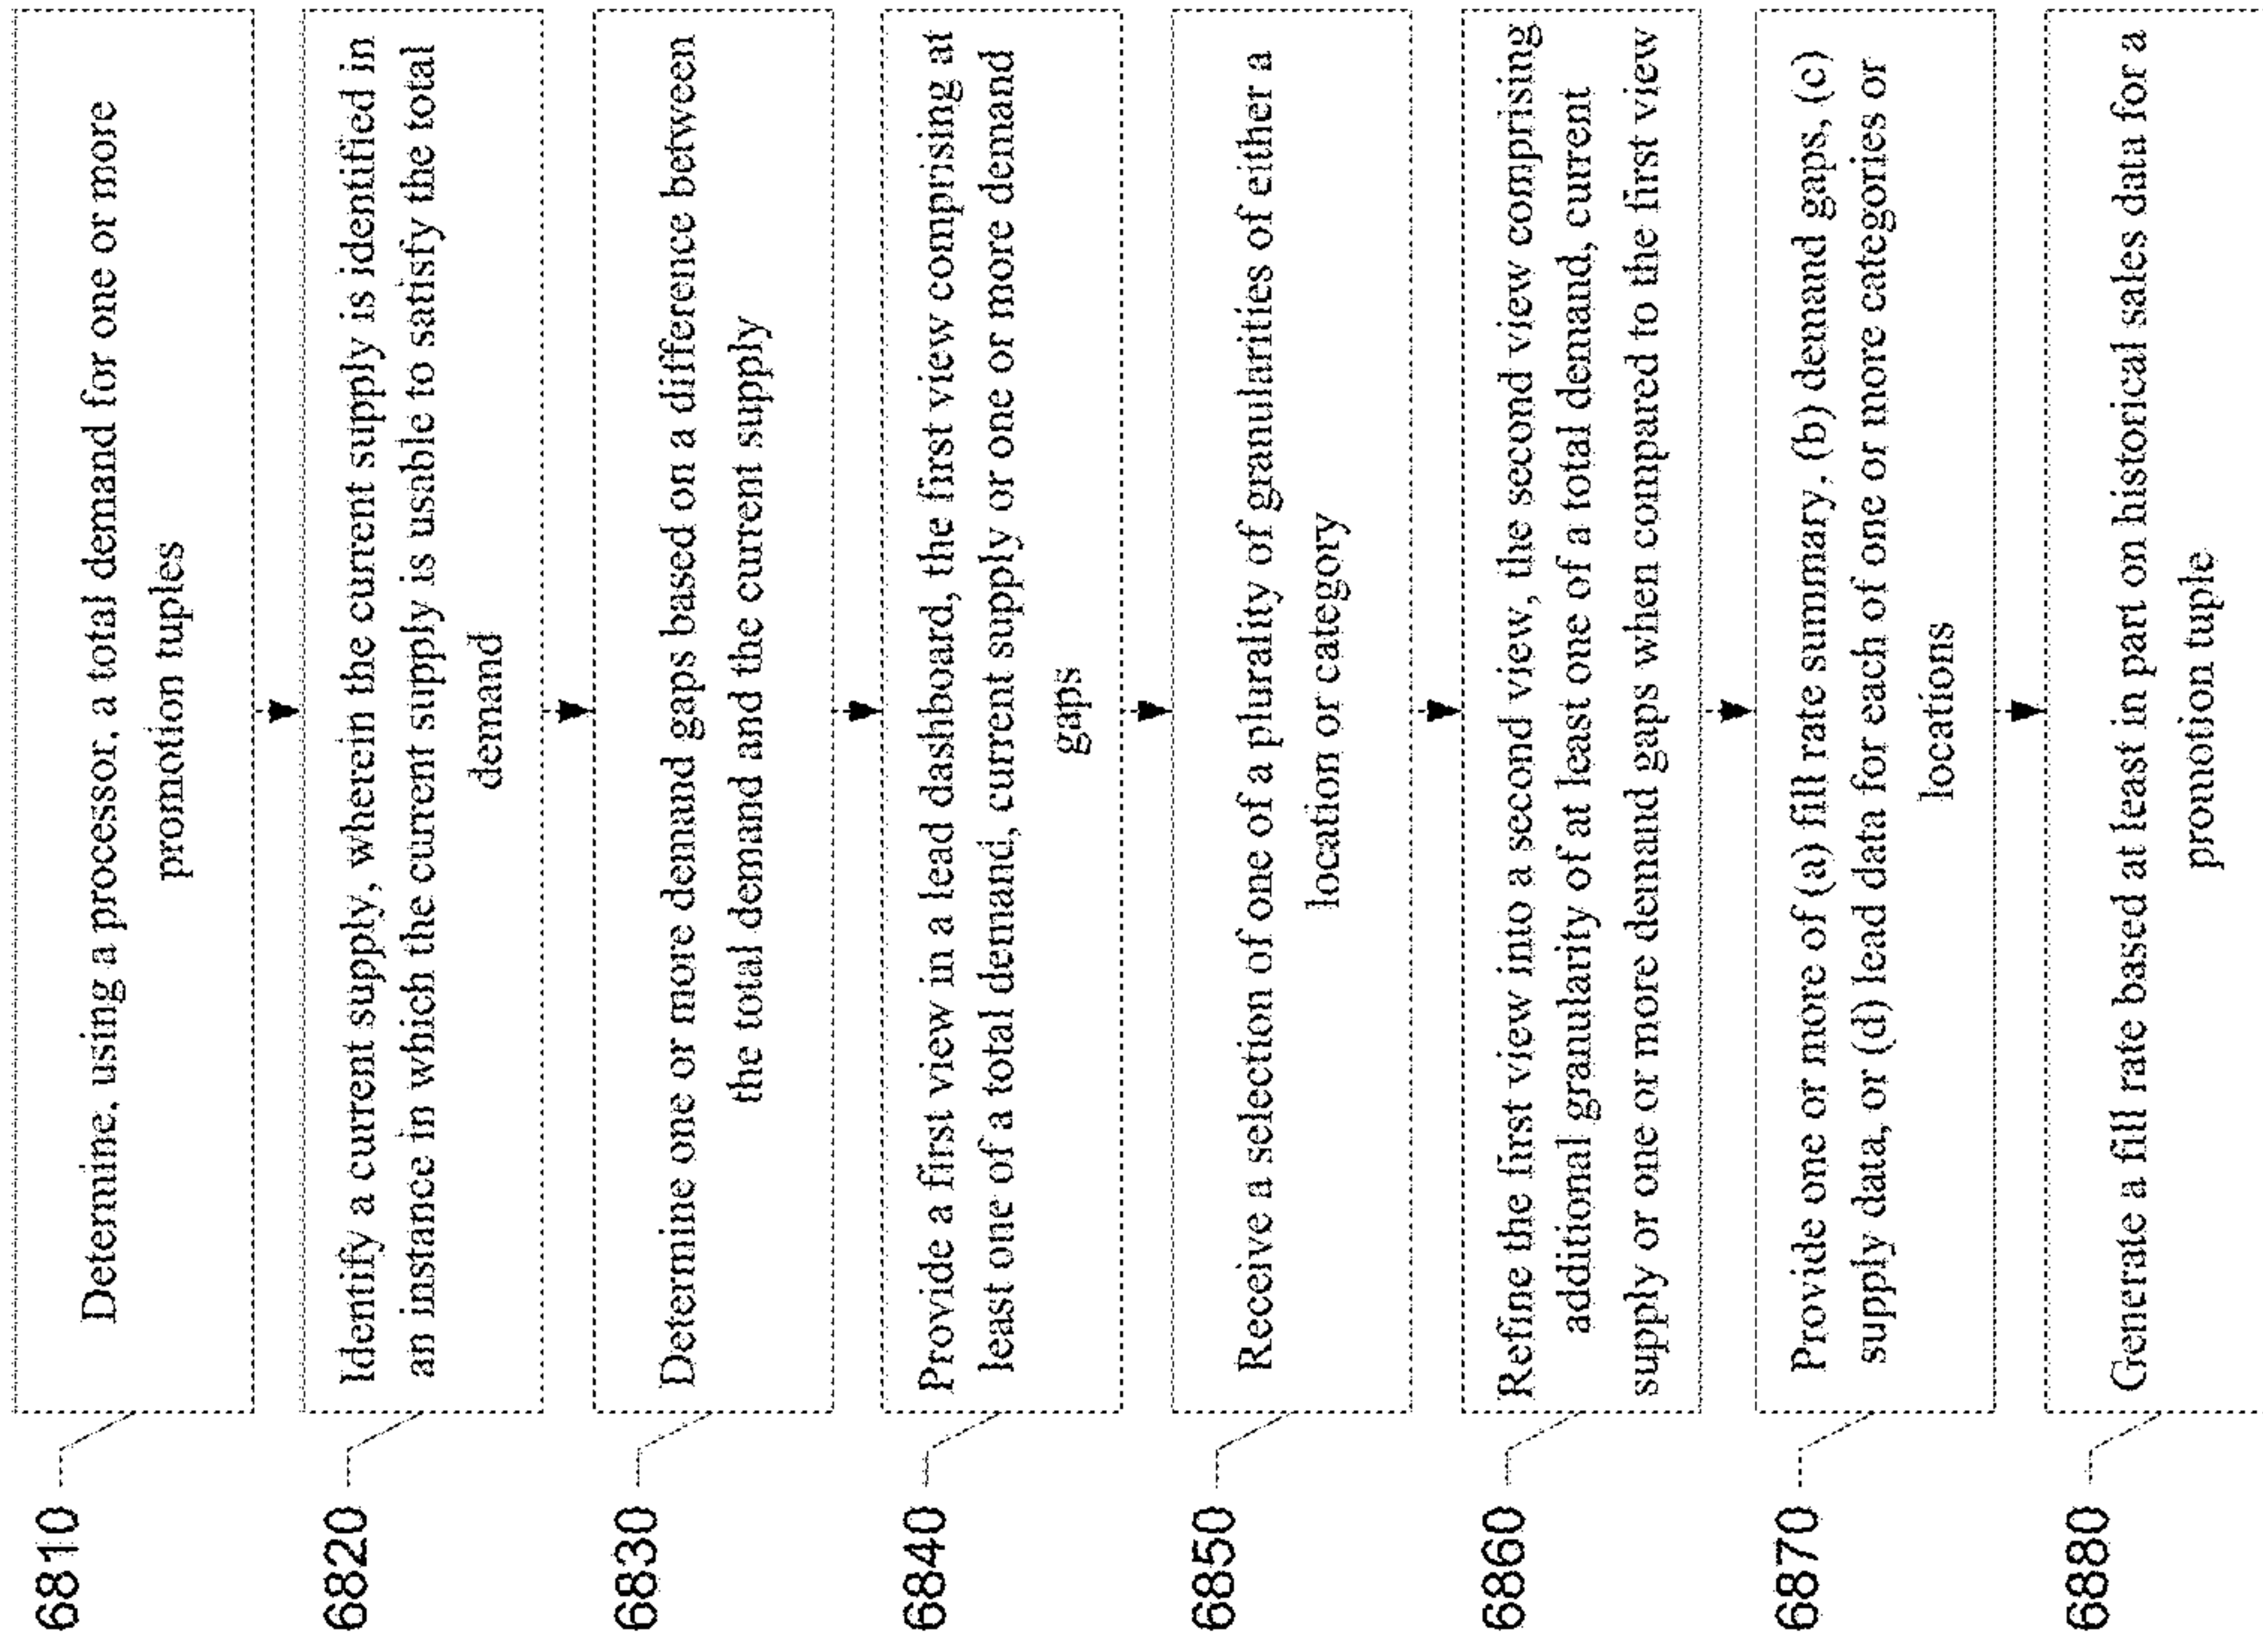 6810
Determine, using a processor, a total demand for one or more
promotion tuples
6820
Identify a current supply, wherein the current supply is identified in
an instance in which the current supply is usable to satisfy the total
demand
6830
Determine one or more demand gaps based on a difference between
the total demand and the current supply
6840
Provide a first view in a lead dashboard, the first view comprising at
least one of a total demand, current supply or one or more demand
gaps
6850
Receive a selection of one of a plurality of granularities of either a
location or category
6860
Refine the first view into a second view, the second view comprising
additional granularity of at least one of a total demand, current
supply or one or more demand gaps when compared to the first view
6870
Provide one or more of (a) fill rate summary, (b) demand gaps, (c)
supply data, or (d) lead data for each of one or more categories or
locations
6880
Generate a fill rate based at least in part on historical sales data for a
promotion tuple